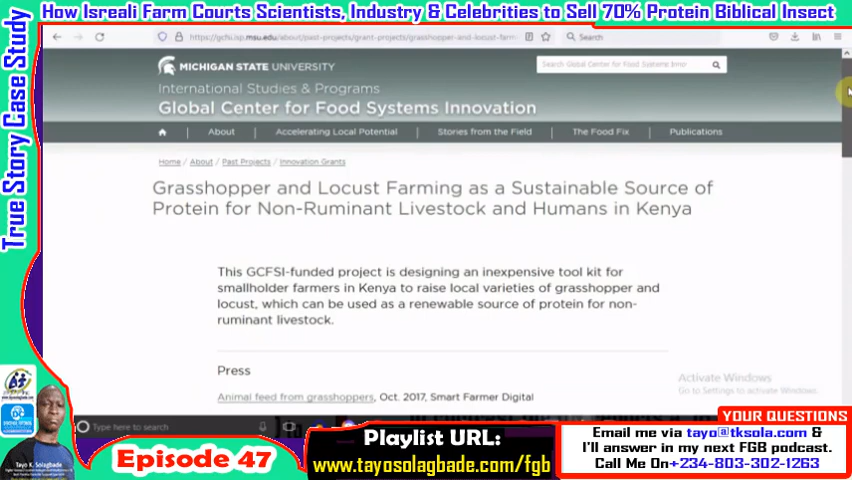 How Isreali Farm Courts Scientists, Industry & Celebrities to Sell 70% Protein Biblical Insect
True Story Case Study
https://gcfsi.isp.msu.edu/about/past-projects/grant-projects/grasshopper-and-locust-farm
Search
MICHIGAN STATE UNIVERSITY
Search Global Center for Food Systems Innov
International Studies & Programs
Global Center for Food Systems Innovation
About
Accelerating Local Potential
Stories from the Field
The Food Fix
Publications
Home / About / Past Projects / Innovation Grants
Grasshopper and Locust Farming as a Sustainable Source of
Protein for Non-Ruminant Livestock and Humans in Kenya
This GCFSI-funded project is designing an inexpensive tool kit for
smallholder farmers in Kenya to raise local varieties of grasshopper and
locust, which can be used as a renewable source of protein for non-
ruminant livestock.
Press
Animal feed from grasshoppers, Oct. 2017, Smart Farmer Digital
Activate Windows
Go to Settings to activate Windows.
Type here to search
Tayo K. Solagbade
Episode 47
Playlist URL:
www.tayosolagbade.com/fgb
YOUR QUESTIONS
Email me via tayo@tksola.com &
I'll answer in my next FGB podcast.
Call Me On+234-803-302-1263